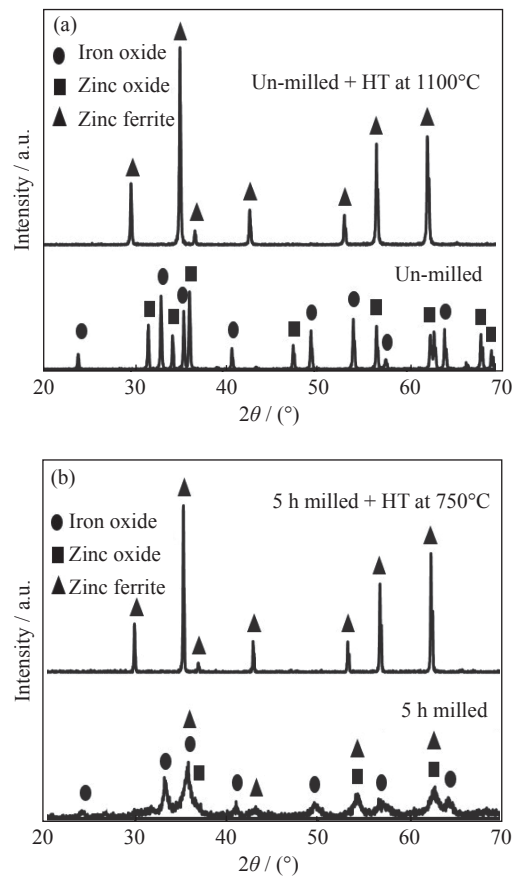 (a)
Iron oxide
Zinc oxide
Zinc ferrite
Un-milled + HT at 1100°C
Un-milled
Intensity / a.u.
20 30 40 50 60 70
2θ / (°)
(b)
5 h milled + HT at 750°C
Iron oxide
Zinc oxide
Zinc ferrite
5 h milled
Intensity / a.u.
20 30 40 50 60 70
2θ / (°)